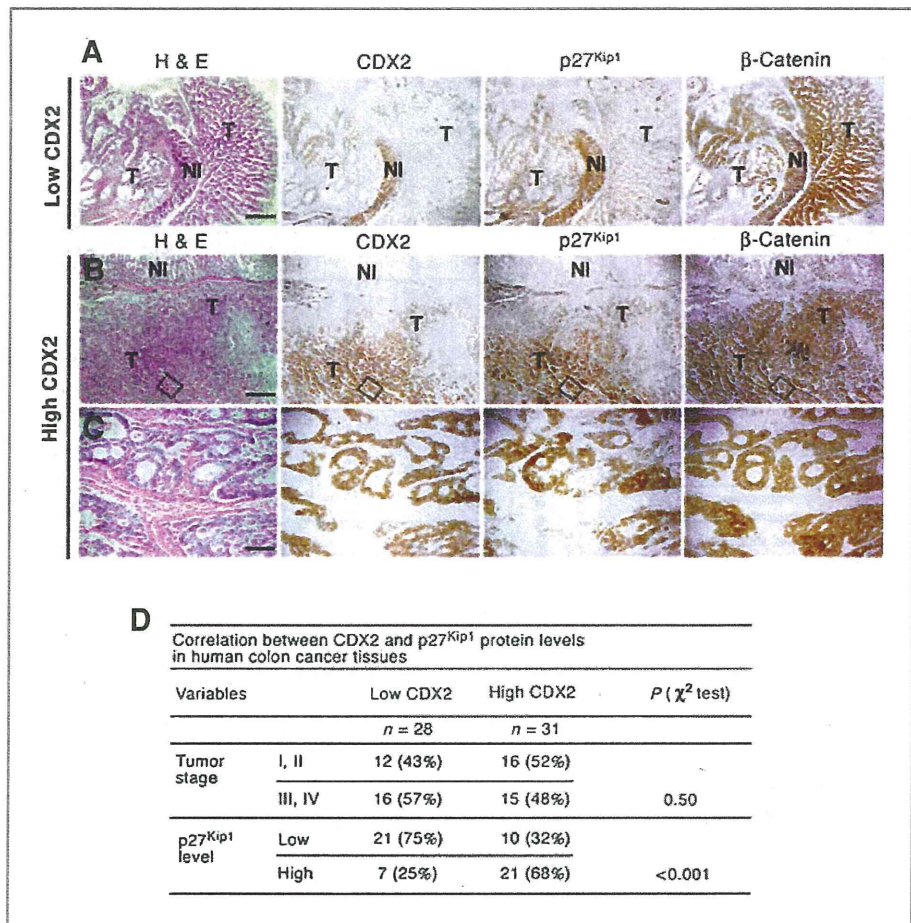 A
H & E CDX2 p27Kip1 β-Catenin
Low CDX2
T NI T
T NI T
T NI T
T NI T
H & E CDX2 p27Kip1 β-Catenin
High CDX2
B
NI T T
NI T T
NI T T
NI T T
C
D
Correlation between CDX2 and p27Kip1 protein levels
in human colon cancer tissues
Variables Low CDX2 High CDX2 P (χ2 test)
n = 28 n = 31
Tumor
stage
I, II 12 (43%) 16 (52%)
III, IV 16 (57%) 15 (48%) 0.50
p27Kip1
level
Low 21 (75%) 10 (32%)
High 7 (25%) 21 (68%) <0.001